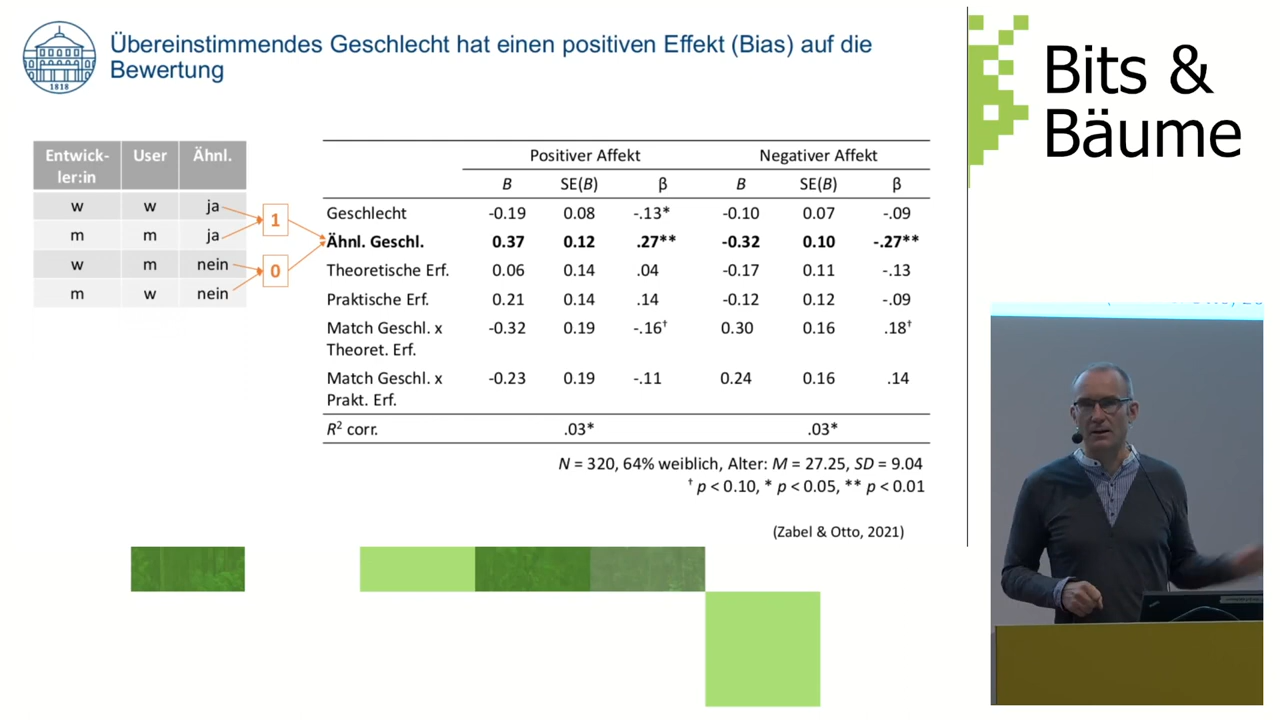 Übereinstimmendes Geschlecht hat einen positiven Effekt (Bias) auf die
Bewertung
1818
Bits &
Bäume
Entwick-
ler:in User Ähnl.
w w ja
m m ja
w m nein
m w nein
1
0
Positiver Affekt Negativer Affekt
B SE(B) β B SE(B) β
Geschlecht -0.19 0.08 -.13* -0.10 0.07 -.09
Ähnl. Geschl. 0.37 0.12 .27** -0.32 0.10 -.27**
Theoretische Erf. 0.06 0.14 .04 -0.17 0.11 -.13
Praktische Erf. 0.21 0.14 .14 -0.12 0.12 -.09
Match Geschl. x -0.32 0.19 -.16† 0.30 0.16 .18†
Theoret. Erf.
Match Geschl. x -0.23 0.19 -.11 0.24 0.16 .14
Prakt. Erf.
R² corr. .03* .03*
N = 320, 64% weiblich, Alter: M = 27.25, SD = 9.04
† p < 0.10, * p < 0.05, ** p < 0.01
(Zabel & Otto, 2021)